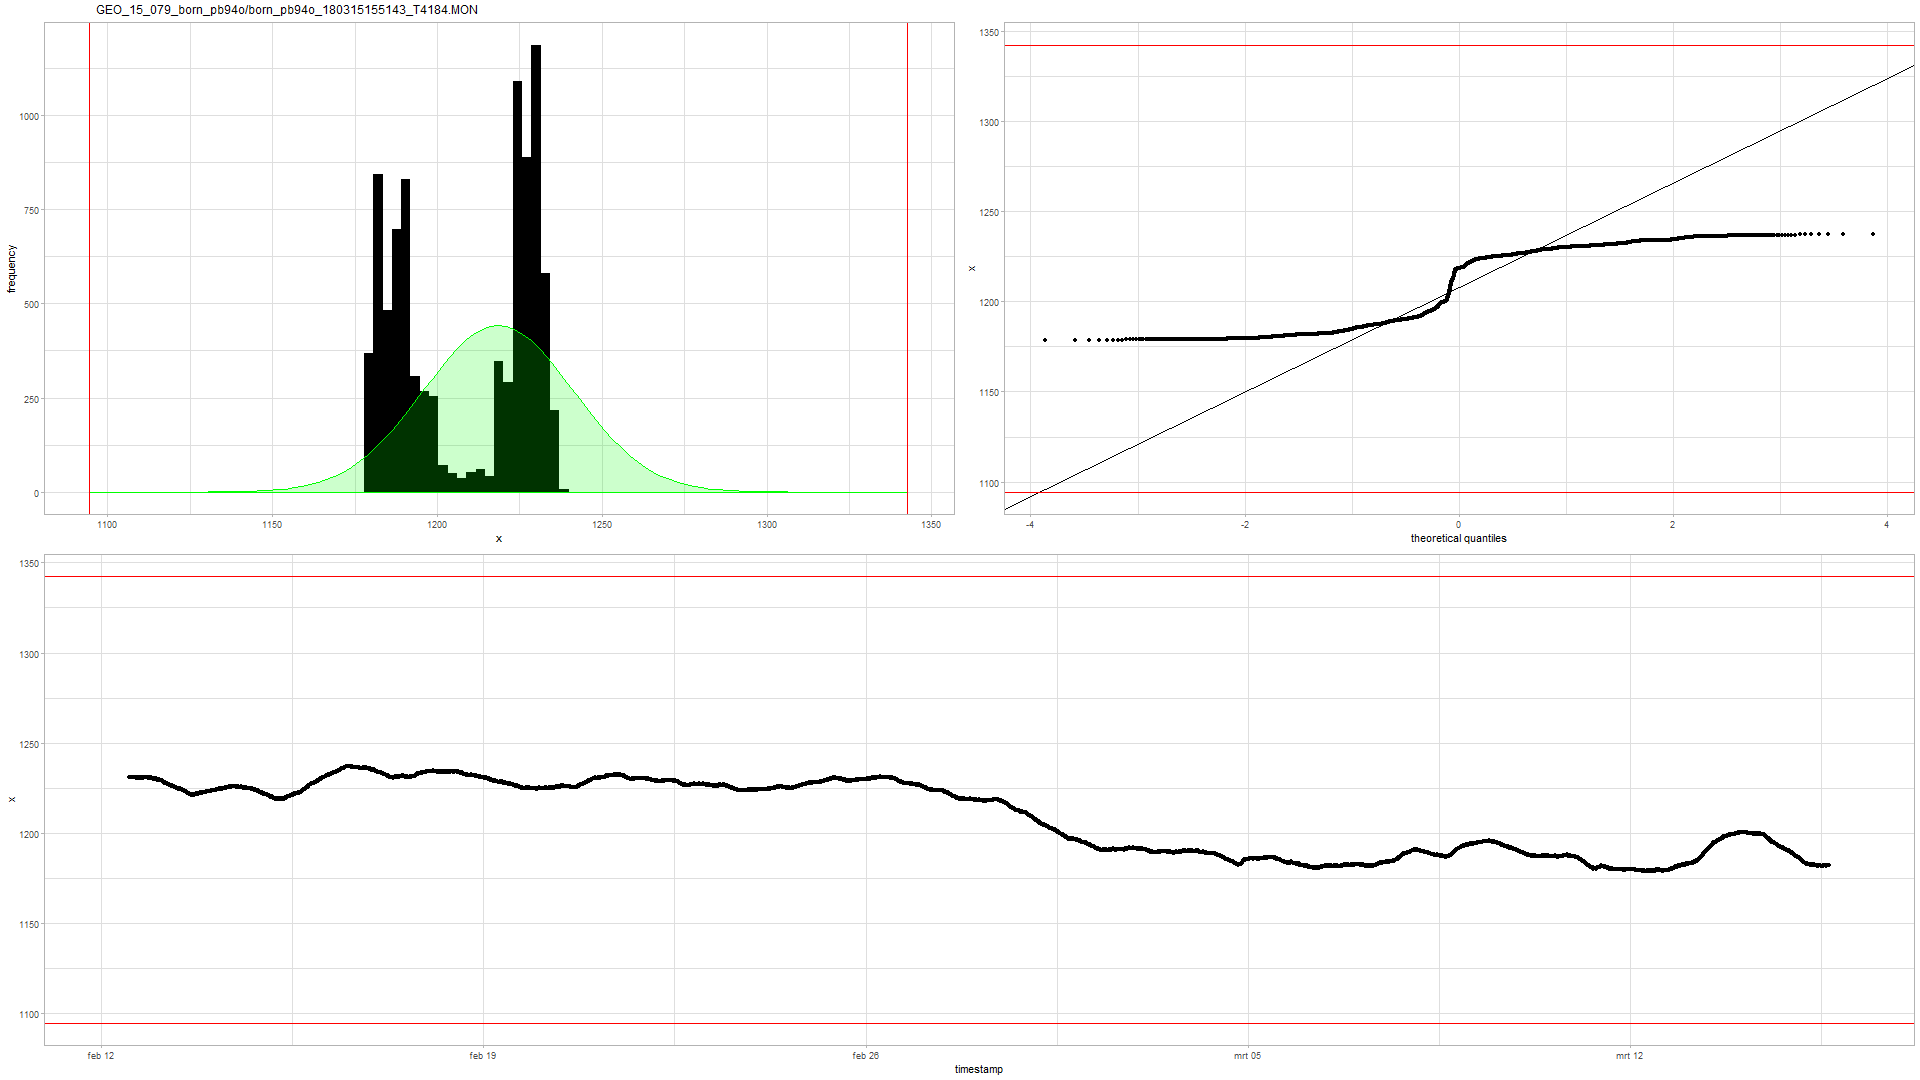 GEO_15_079_born_pb94o/born_pb94o_180315155143_T4184.MON
frequency
1000
750
500
250
0
1100
1150
1200
1250
1300
1350
x
x
1350
1300
1250
1200
1150
1100
-4
-2
0
2
4
theoretical quantiles
x
1350
1300
1250
1200
1150
1100
feb 12
feb 19
feb 26
mrt 05
mrt 12
timestamp